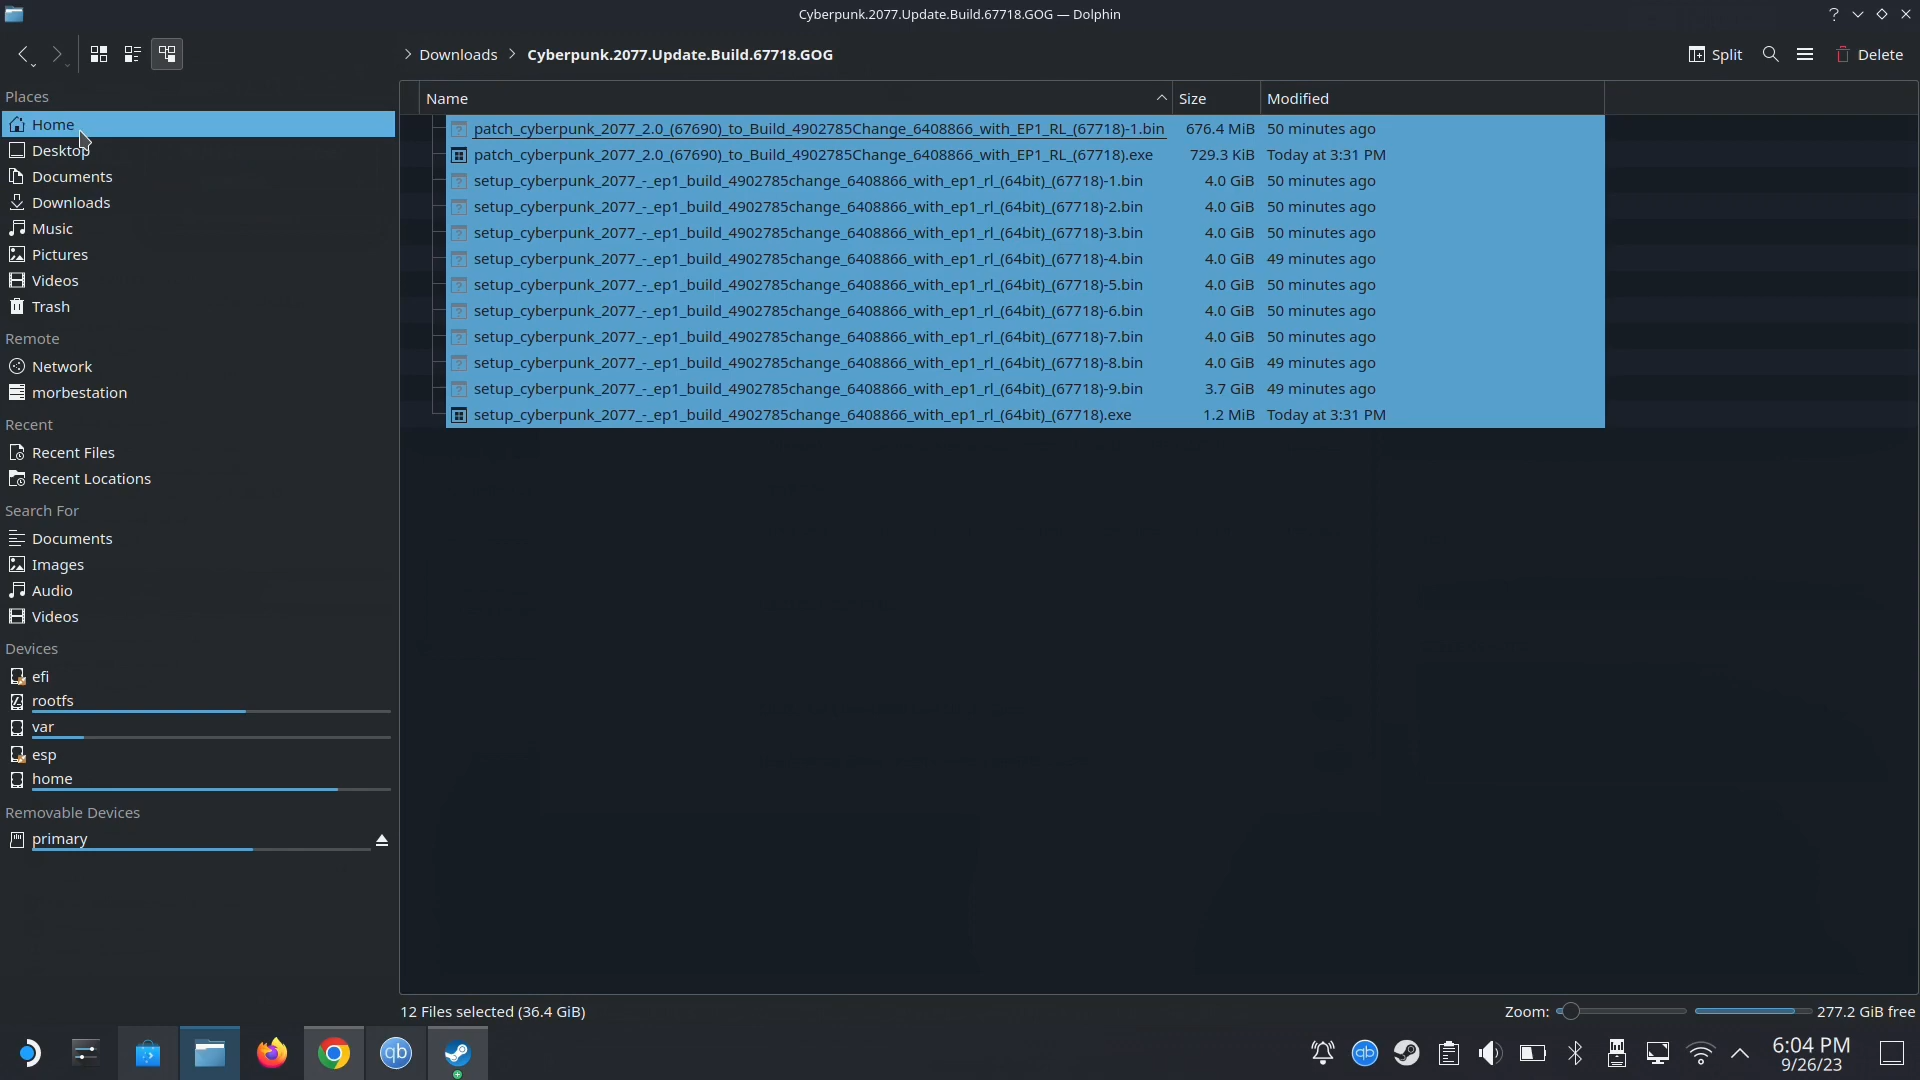 Cyberpunk.2077.Update.Build.67718.GOG — Dolphin
Downloads > Cyberpunk.2077.Update.Build.67718.GOG
Split
Delete
Places
Home
Desktop
Documents
Downloads
Music
Pictures
Videos
Trash
Remote
Network
morbestation
Recent
Recent Files
Recent Locations
Search For
Documents
Images
Audio
Videos
Devices
efi
rootfs
var
esp
home
Removable Devices
primary
Name Size Modified
patch_cyberpunk_2077_2.0_(67690)_to_Build_4902785Change_6408866_with_EP1_RL_(67718)-1.bin 676.4 MiB 50 minutes ago
patch_cyberpunk_2077_2.0_(67690)_to_Build_4902785Change_6408866_with_EP1_RL_(67718).exe 729.3 KiB Today at 3:31 PM
setup_cyberpunk_2077_-_ep1_build_4902785change_6408866_with_ep1_rl_(64bit)_(67718)-1.bin 4.0 GiB 50 minutes ago
setup_cyberpunk_2077_-_ep1_build_4902785change_6408866_with_ep1_rl_(64bit)_(67718)-2.bin 4.0 GiB 50 minutes ago
setup_cyberpunk_2077_-_ep1_build_4902785change_6408866_with_ep1_rl_(64bit)_(67718)-3.bin 4.0 GiB 50 minutes ago
setup_cyberpunk_2077_-_ep1_build_4902785change_6408866_with_ep1_rl_(64bit)_(67718)-4.bin 4.0 GiB 49 minutes ago
setup_cyberpunk_2077_-_ep1_build_4902785change_6408866_with_ep1_rl_(64bit)_(67718)-5.bin 4.0 GiB 50 minutes ago
setup_cyberpunk_2077_-_ep1_build_4902785change_6408866_with_ep1_rl_(64bit)_(67718)-6.bin 4.0 GiB 50 minutes ago
setup_cyberpunk_2077_-_ep1_build_4902785change_6408866_with_ep1_rl_(64bit)_(67718)-7.bin 4.0 GiB 50 minutes ago
setup_cyberpunk_2077_-_ep1_build_4902785change_6408866_with_ep1_rl_(64bit)_(67718)-8.bin 4.0 GiB 49 minutes ago
setup_cyberpunk_2077_-_ep1_build_4902785change_6408866_with_ep1_rl_(64bit)_(67718)-9.bin 3.7 GiB 49 minutes ago
setup_cyberpunk_2077_-_ep1_build_4902785change_6408866_with_ep1_rl_(64bit)_(67718).exe 1.2 MiB Today at 3:31 PM
12 Files selected (36.4 GiB)
Zoom:
277.2 GiB free
qb
qb
6:04 PM
9/26/23